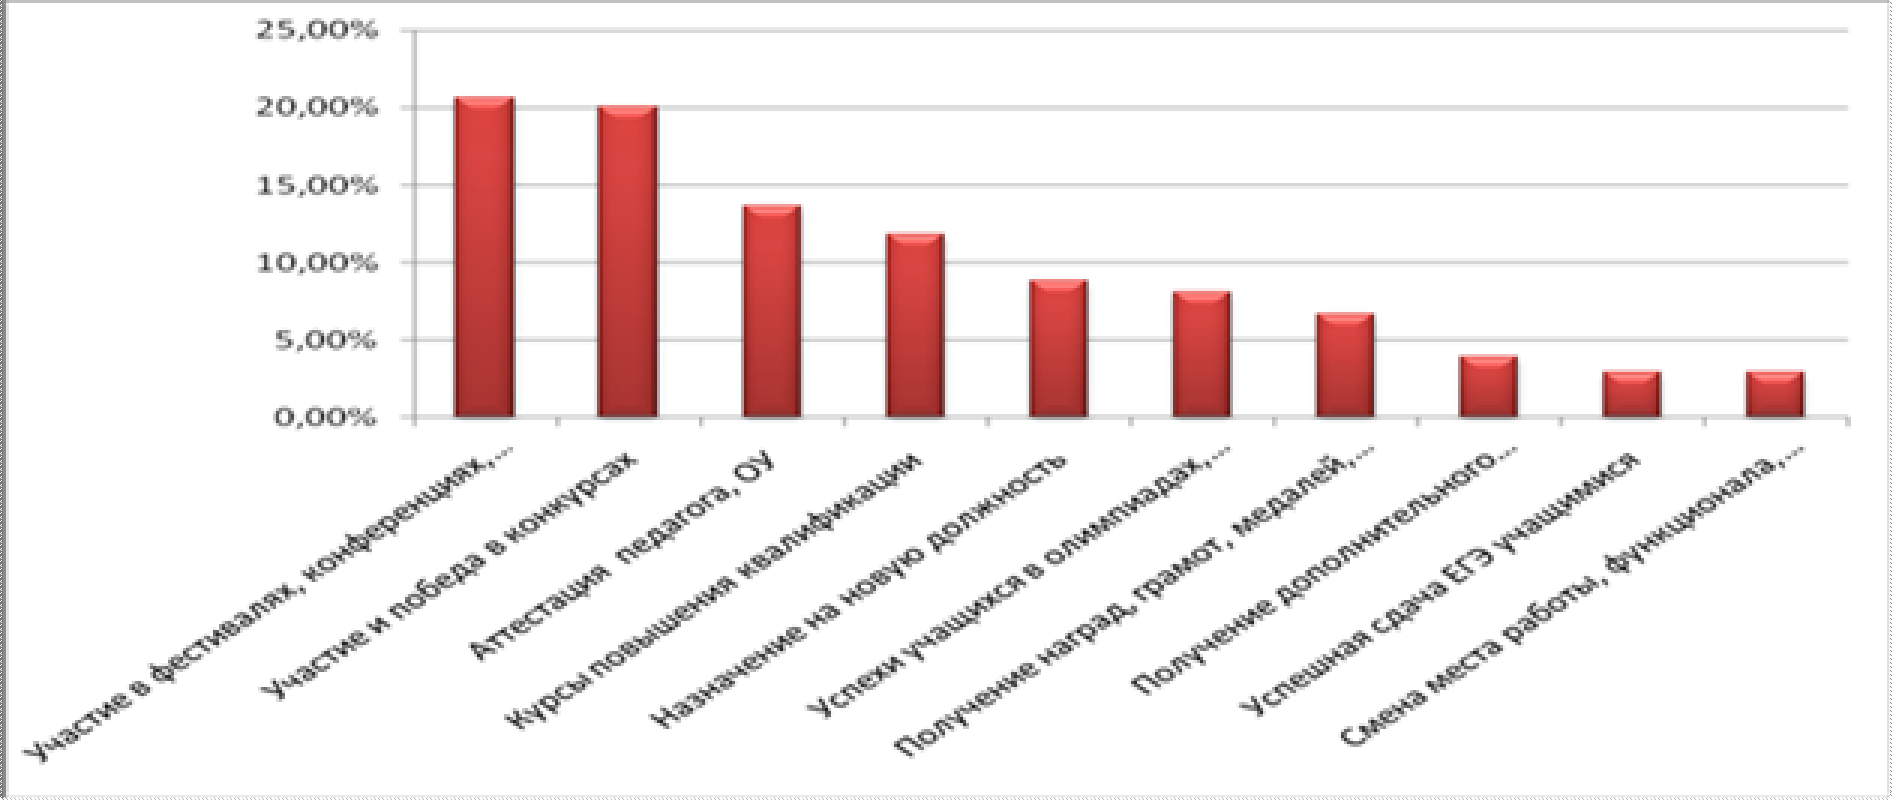 25,00%
20,00%
15,00%
10,00%
5,00%
0,00%
Участие в фестивалях, конференциях,...
Участие и победа в конкурсах
Аттестация педагога, ОУ
Курсы повышения квалификации
Назначение на новую должность
Успехи учащихся в олимпиадах,...
Получение наград, грамот, медалей,...
Получение дополнительного...
Успешная сдача ЕГЭ учащимися
Смена места работы, функционала,...